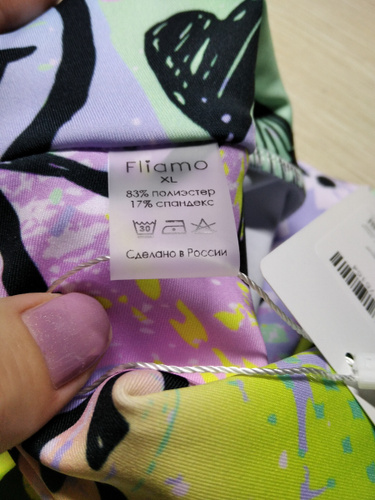 Fliamo
XL
83% полиэстер
17% спандекс
30
Сделано в России